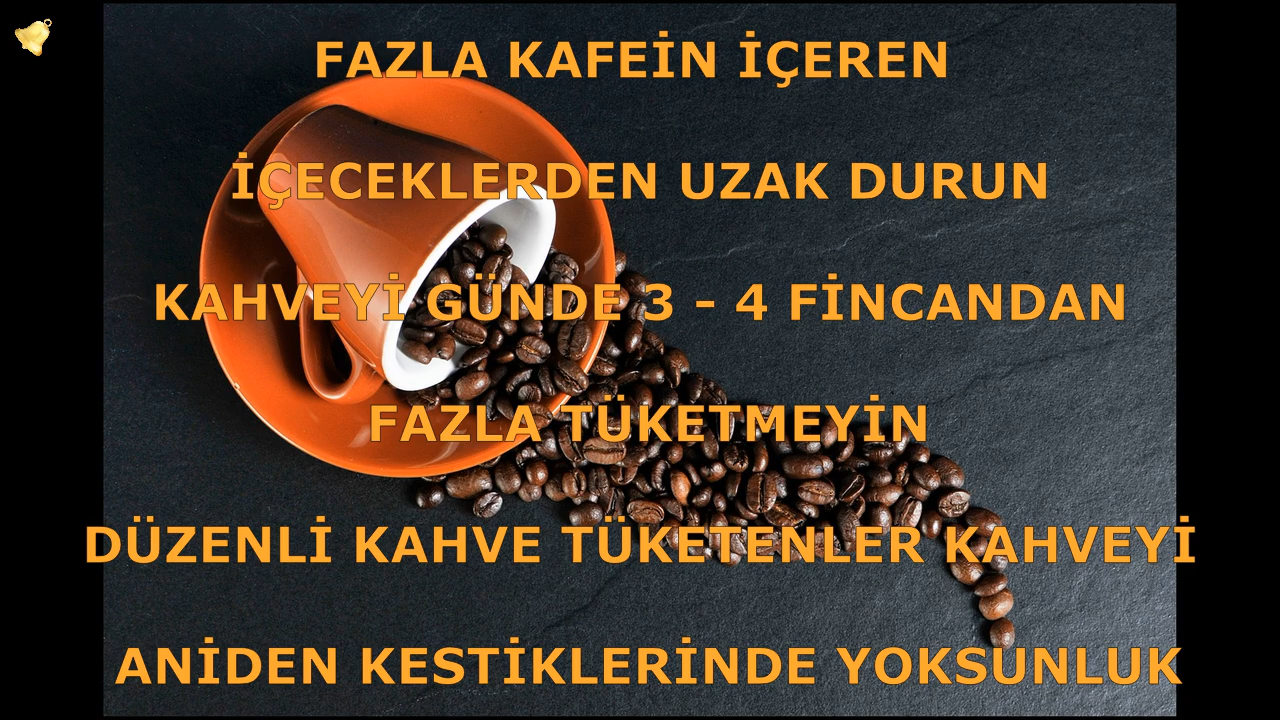 FAZLA KAFEİN İÇEREN
İÇECEKLERDEN UZAK DURUN
KAHVEYİ GÜNDE 3 - 4 FİNCANDAN
FAZLA TÜKETMEYİN
DÜZENLİ KAHVE TÜKETENLER KAHVEYİ
ANİDEN KESTİKLERİNDE YOKSUNLUK